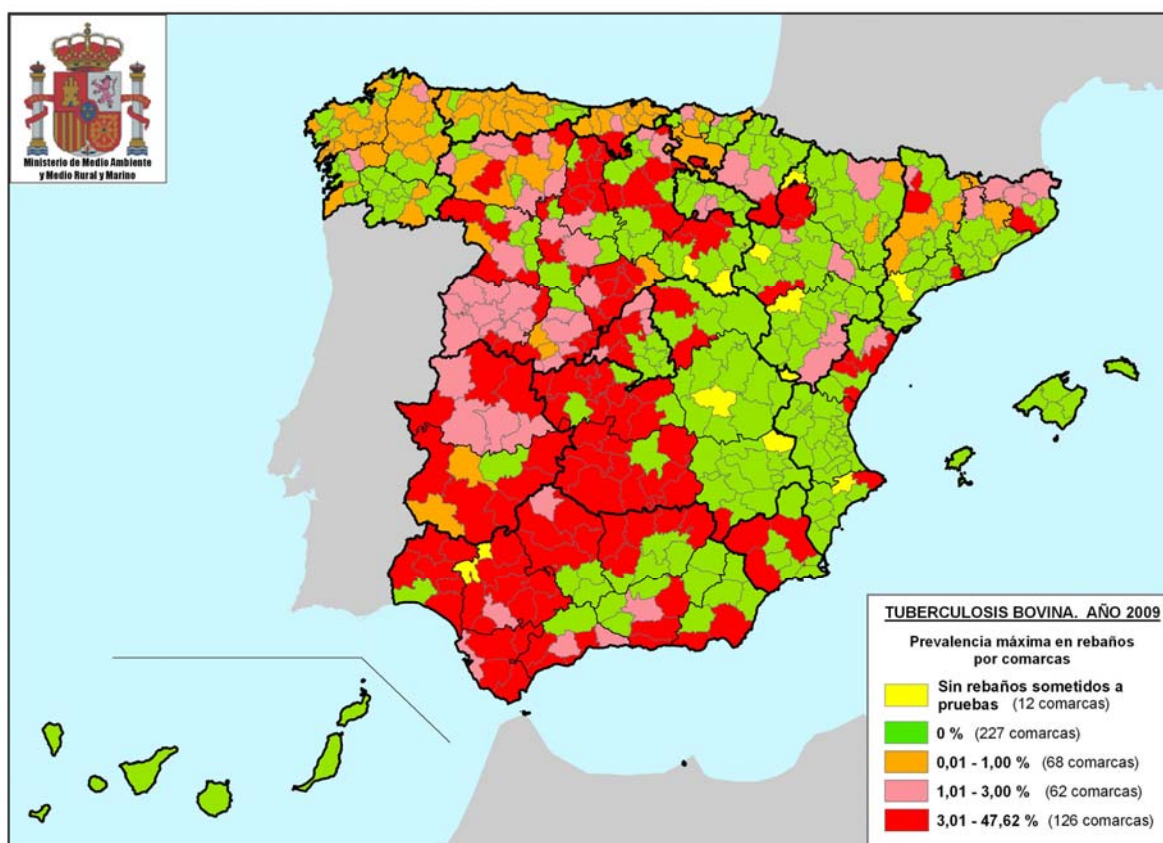 Ministerio de Medio Ambiente
y Medio Rural y Marino
TUBERCULOSIS BOVINA. AÑO 2009
Prevalencia máxima en rebaños
por comarcas
Sin rebaños sometidos a
pruebas (12 comarcas)
0 % (227 comarcas)
0,01 - 1,00 % (68 comarcas)
1,01 - 3,00 % (62 comarcas)
3,01 - 47,62 % (126 comarcas)